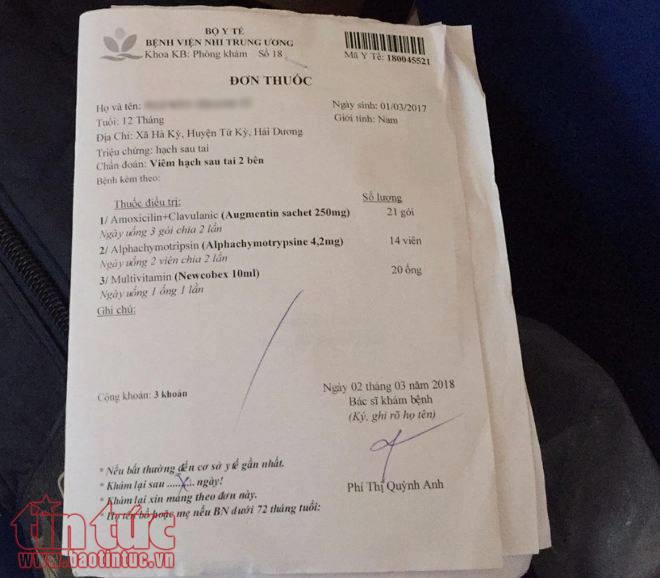 BỘ Y TẾ
BỆNH VIỆN NHI TRUNG ƯƠNG
Khoa KB: Phòng khám Số 18
Mã Y Tế: 180045521
ĐƠN THUỐC
Họ và tên:
Ngày sinh: 01/03/2017
Tuổi: 12 Tháng
Giới tính: Nam
Địa Chỉ: Xã Hà Kỳ, Huyện Tứ Kỳ, Hải Dương
Triệu chứng: hạch sau tai
Chẩn đoán: Viêm hạch sau tai 2 bên
Bệnh kèm theo:
Thuốc điều trị: Số lượng
1/ Amoxicilin+Clavulanic (Augmentin sachet 250mg) 21 gói
Ngày uống 3 gói chia 2 lần
2/ Alphachymotripsin (Alphachymotrypsine 4,2mg) 14 viên
Ngày uống 2 viên chia 2 lần
3/ Multivitamin (Newcobex 10ml) 20 ống
Ngày uống 1 ống 1 lần
Ghi chú:
Cộng khoản: 3 khoản
Ngày 02 tháng 03 năm 2018
Bác sĩ khám bệnh
(Ký, ghi rõ họ tên)
* Nếu bất thường đến cơ sở y tế gần nhất.
* Khám lại sau ...... ngày!
* Khám lại xin mang theo đơn này.
* Họ tên bố hoặc mẹ nếu BN dưới 72 tháng tuổi:
Phí Thị Quỳnh Anh
tin tức
www.baotintuc.vn